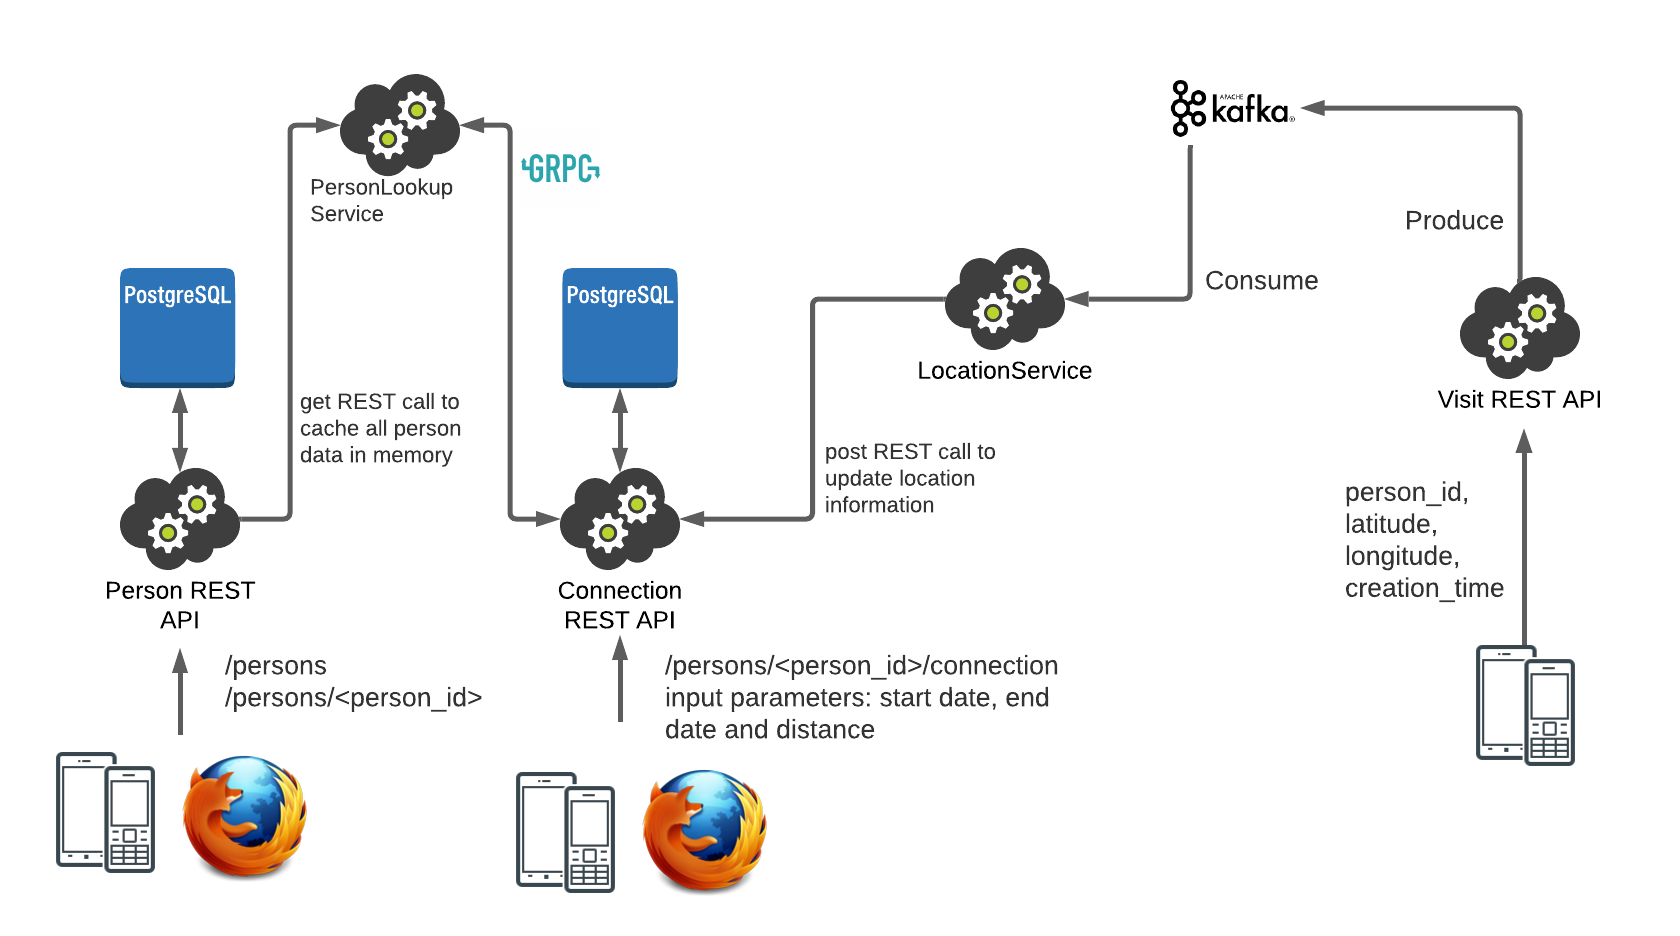 APACHE
kafka®
GRPC
PersonLookup
Service
Produce
PostgreSQL
PostgreSQL
Consume
LocationService
Visit REST API
get REST call to
cache all person
data in memory
post REST call to
update location
information
person_id,
latitude,
longitude,
creation_time
Person REST
API
Connection
REST API
/persons
/persons/<person_id>
/persons/<person_id>/connection
input parameters: start date, end
date and distance